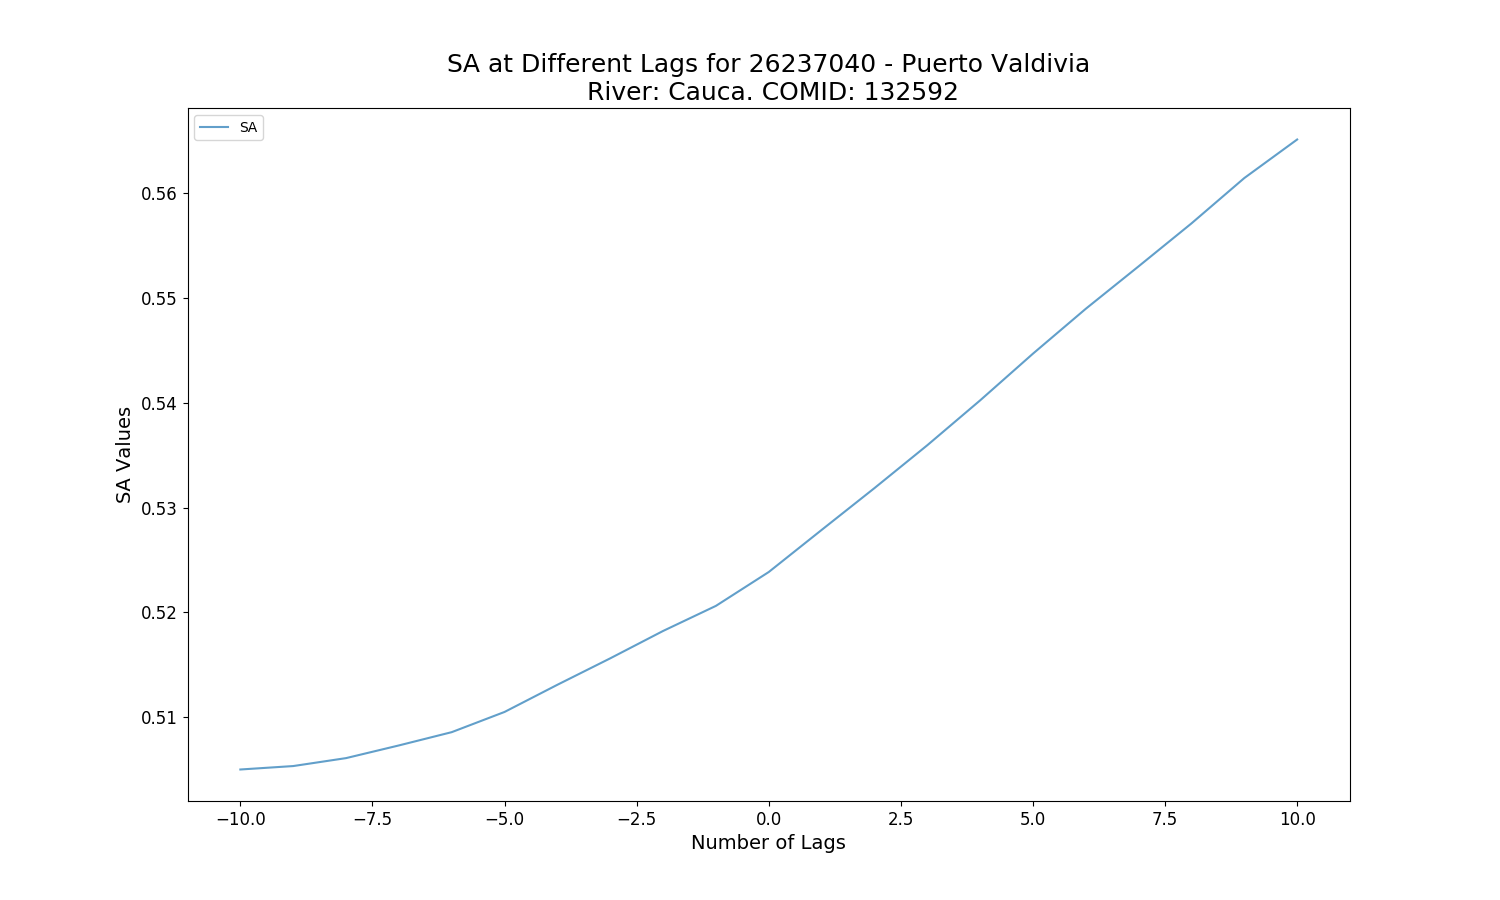 SA at Different Lags for 26237040 - Puerto Valdivia
River: Cauca. COMID: 132592
SA
0.56
0.55
0.54
0.53
0.52
0.51
SA Values
−10.0 −7.5 −5.0 −2.5 0.0 2.5 5.0 7.5 10.0
Number of Lags